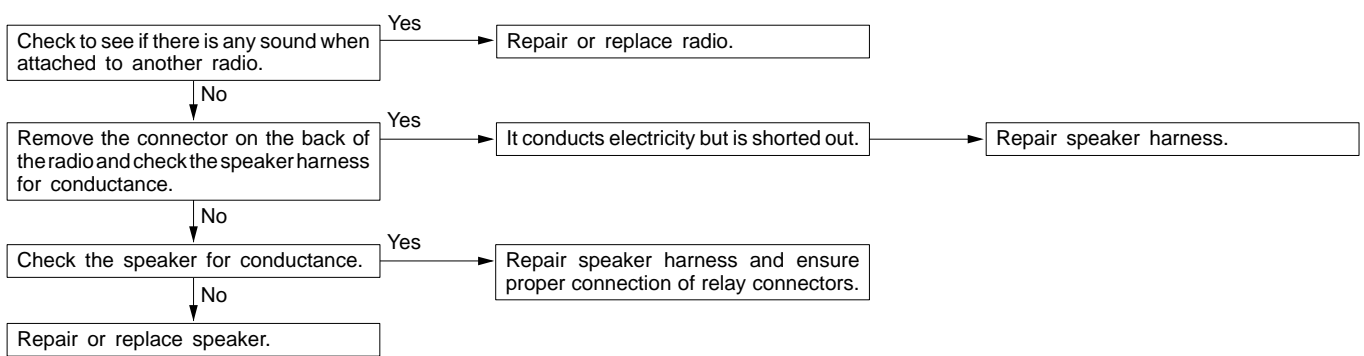 Check to see if there is any sound when
attached to another radio.
Yes
Repair or replace radio.
No
Remove the connector on the back of
the radio and check the speaker harness
for conductance.
Yes
It conducts electricity but is shorted out.
Repair speaker harness.
No
Check the speaker for conductance.
Yes
Repair speaker harness and ensure
proper connection of relay connectors.
No
Repair or replace speaker.